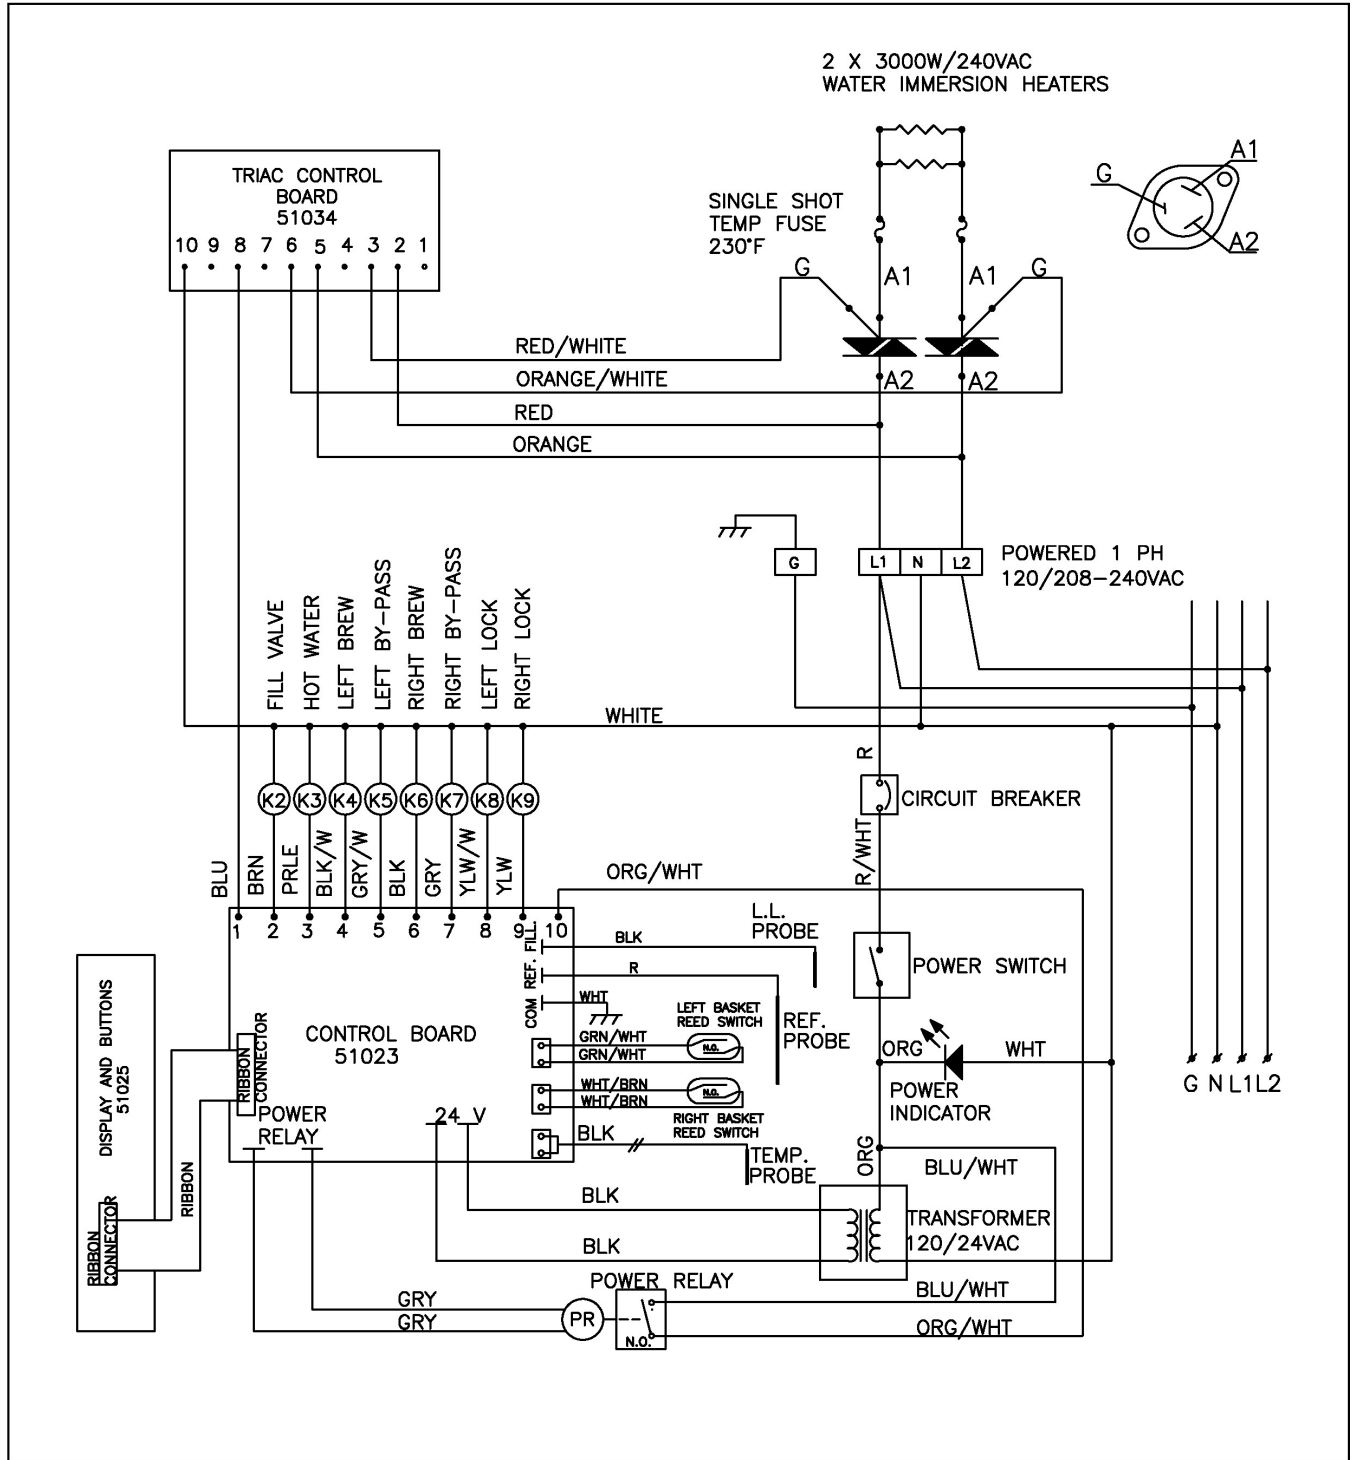 2 X 3000W/240VAC
WATER IMMERSION HEATERS
TRIAC CONTROL
BOARD
51034
10 9 8 7 6 5 4 3 2 1
SINGLE SHOT
TEMP FUSE
230°F
G
A1
A2
G
A1
A1
G
A2
A2
RED/WHITE
ORANGE/WHITE
RED
ORANGE
G
L1
N
L2
POWERED 1 PH
120/208-240VAC
FILL VALVE
HOT WATER
LEFT BREW
LEFT BY-PASS
RIGHT BREW
RIGHT BY-PASS
LEFT LOCK
RIGHT LOCK
WHITE
K2
K3
K4
K5
K6
K7
K8
K9
R
CIRCUIT BREAKER
R/WHT
BLU
BRN
PRLE
BLK/W
GRY/W
BLK
GRY
YLW/W
YLW
ORG/WHT
1 2 3 4 5 6 7 8 9 10
FILL.
REF.
COM
BLK
R
WHT
L.L.
PROBE
POWER SWITCH
LEFT BASKET
REED SWITCH
REF.
PROBE
GRN/WHT
GRN/WHT
N.O.
WHT/BRN
WHT/BRN
N.O.
RIGHT BASKET
REED SWITCH
BLK
TEMP.
PROBE
CONTROL BOARD
51023
RIBBON
CONNECTOR
POWER
RELAY
24 V
DISPLAY AND BUTTONS
51025
RIBBON
RIBBON
CONNECTOR
ORG
WHT
POWER
INDICATOR
G N L1 L2
ORG
BLU/WHT
BLK
BLK
TRANSFORMER
120/24VAC
POWER RELAY
GRY
GRY
PR
N.O.
BLU/WHT
ORG/WHT